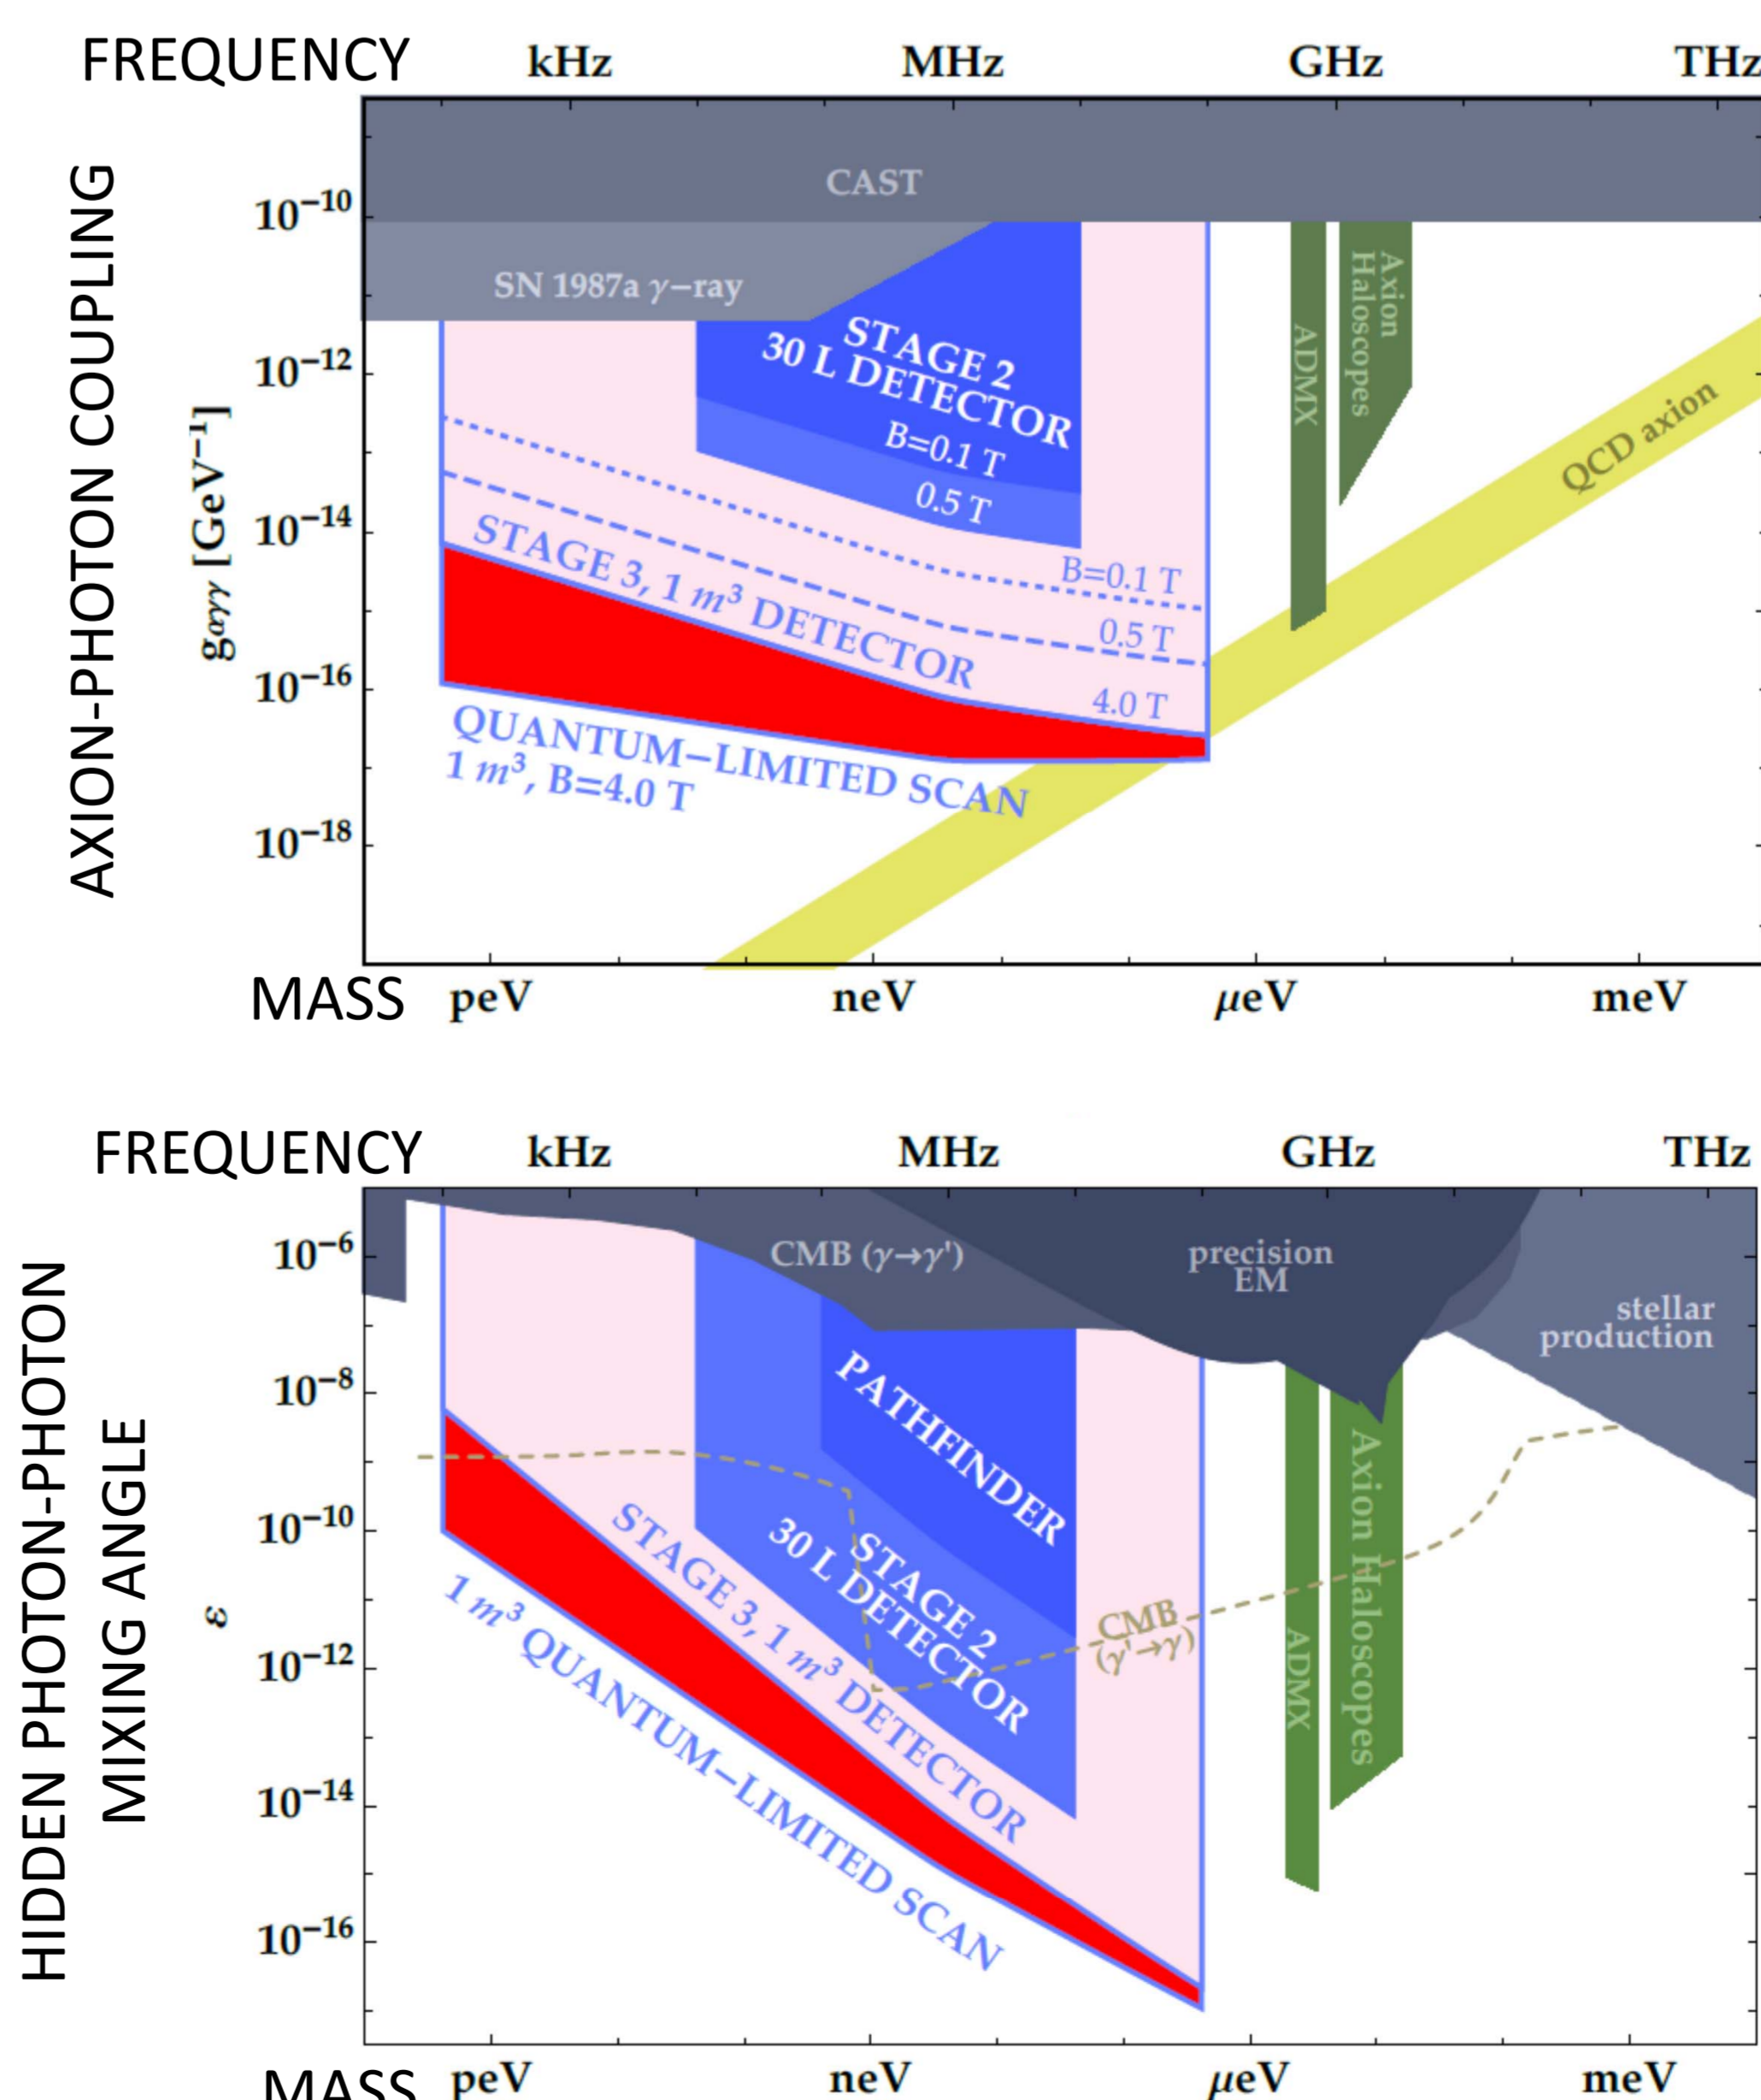 FREQUENCY kHz MHz GHz THz
AXION-PHOTON COUPLING
gαγγ [GeV⁻¹]
10⁻¹⁰
10⁻¹²
10⁻¹⁴
10⁻¹⁶
10⁻¹⁸
CAST
SN 1987a γ−ray
STAGE 2
30 L DETECTOR
B=0.1 T
0.5 T
B=0.1 T
0.5 T
4.0 T
STAGE 3, 1 m³ DETECTOR
QUANTUM−LIMITED SCAN
1 m³, B=4.0 T
ADMX
Axion
Haloscopes
QCD axion
MASS peV neV μeV meV
FREQUENCY kHz MHz GHz THz
HIDDEN PHOTON-PHOTON
MIXING ANGLE
ε
10⁻⁶
10⁻⁸
10⁻¹⁰
10⁻¹²
10⁻¹⁴
10⁻¹⁶
CMB (γ→γ')
precision
EM
stellar
production
PATHFINDER
STAGE 2
30 L DETECTOR
STAGE 3, 1 m³ DETECTOR
1 m³ QUANTUM−LIMITED SCAN
CMB
(γ'→γ)
ADMX
Axion Haloscopes
MASS peV neV μeV meV